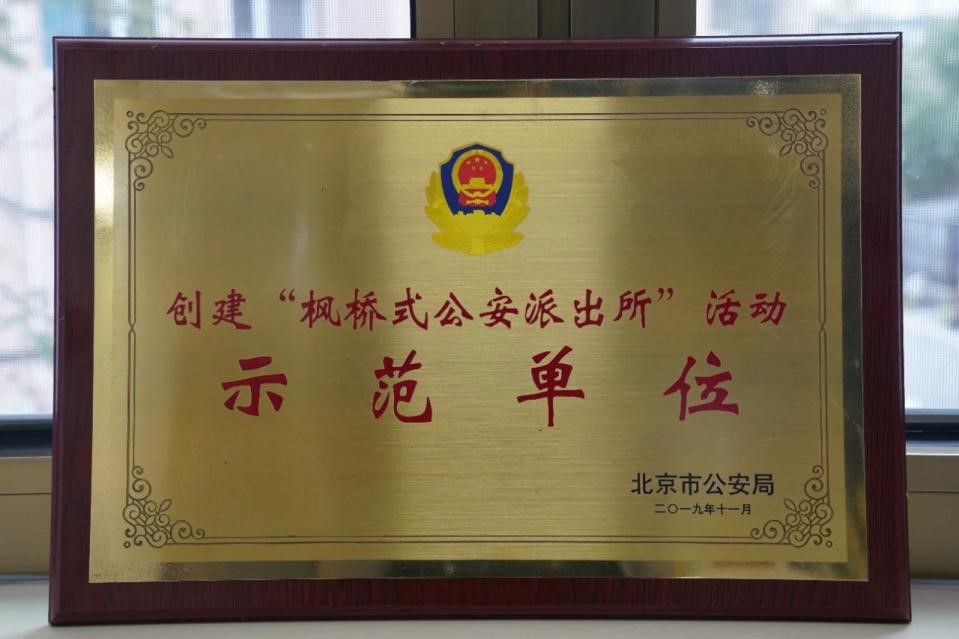 创建“枫桥式公安派出所”活动
示范单位
北京市公安局
二〇一九年十一月